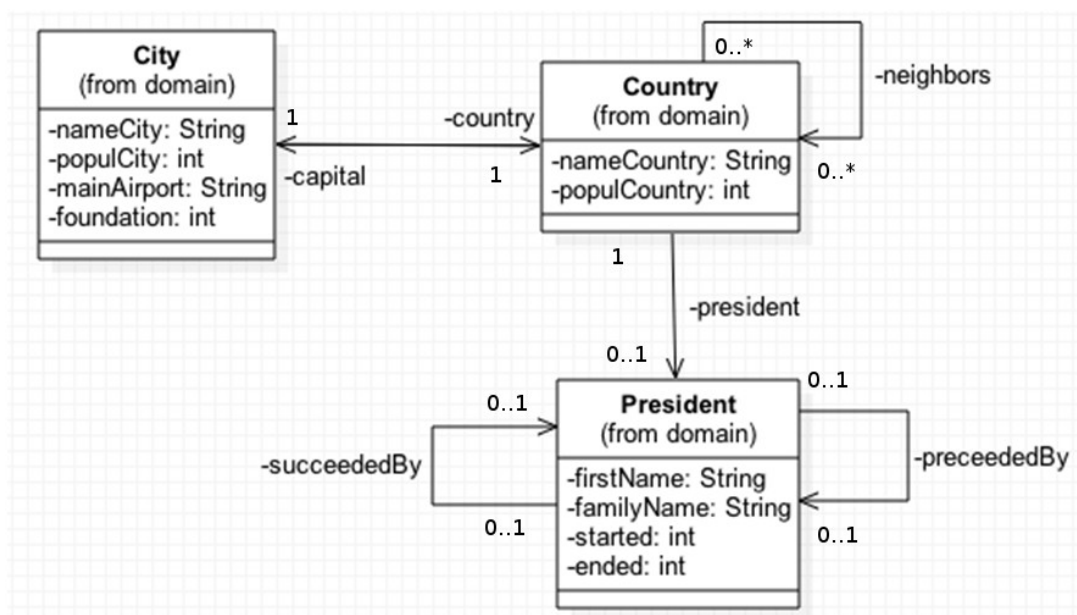 City
(from domain)
-nameCity: String
-populCity: int
-mainAirport: String
-foundation: int
1
-capital
-country
1
0..*
-neighbors
0..*
Country
(from domain)
-nameCountry: String
-populCountry: int
1
-president
0..1
0..1
-succeededBy
0..1
President
(from domain)
-firstName: String
-familyName: String
-started: int
-ended: int
0..1
-preceededBy
0..1